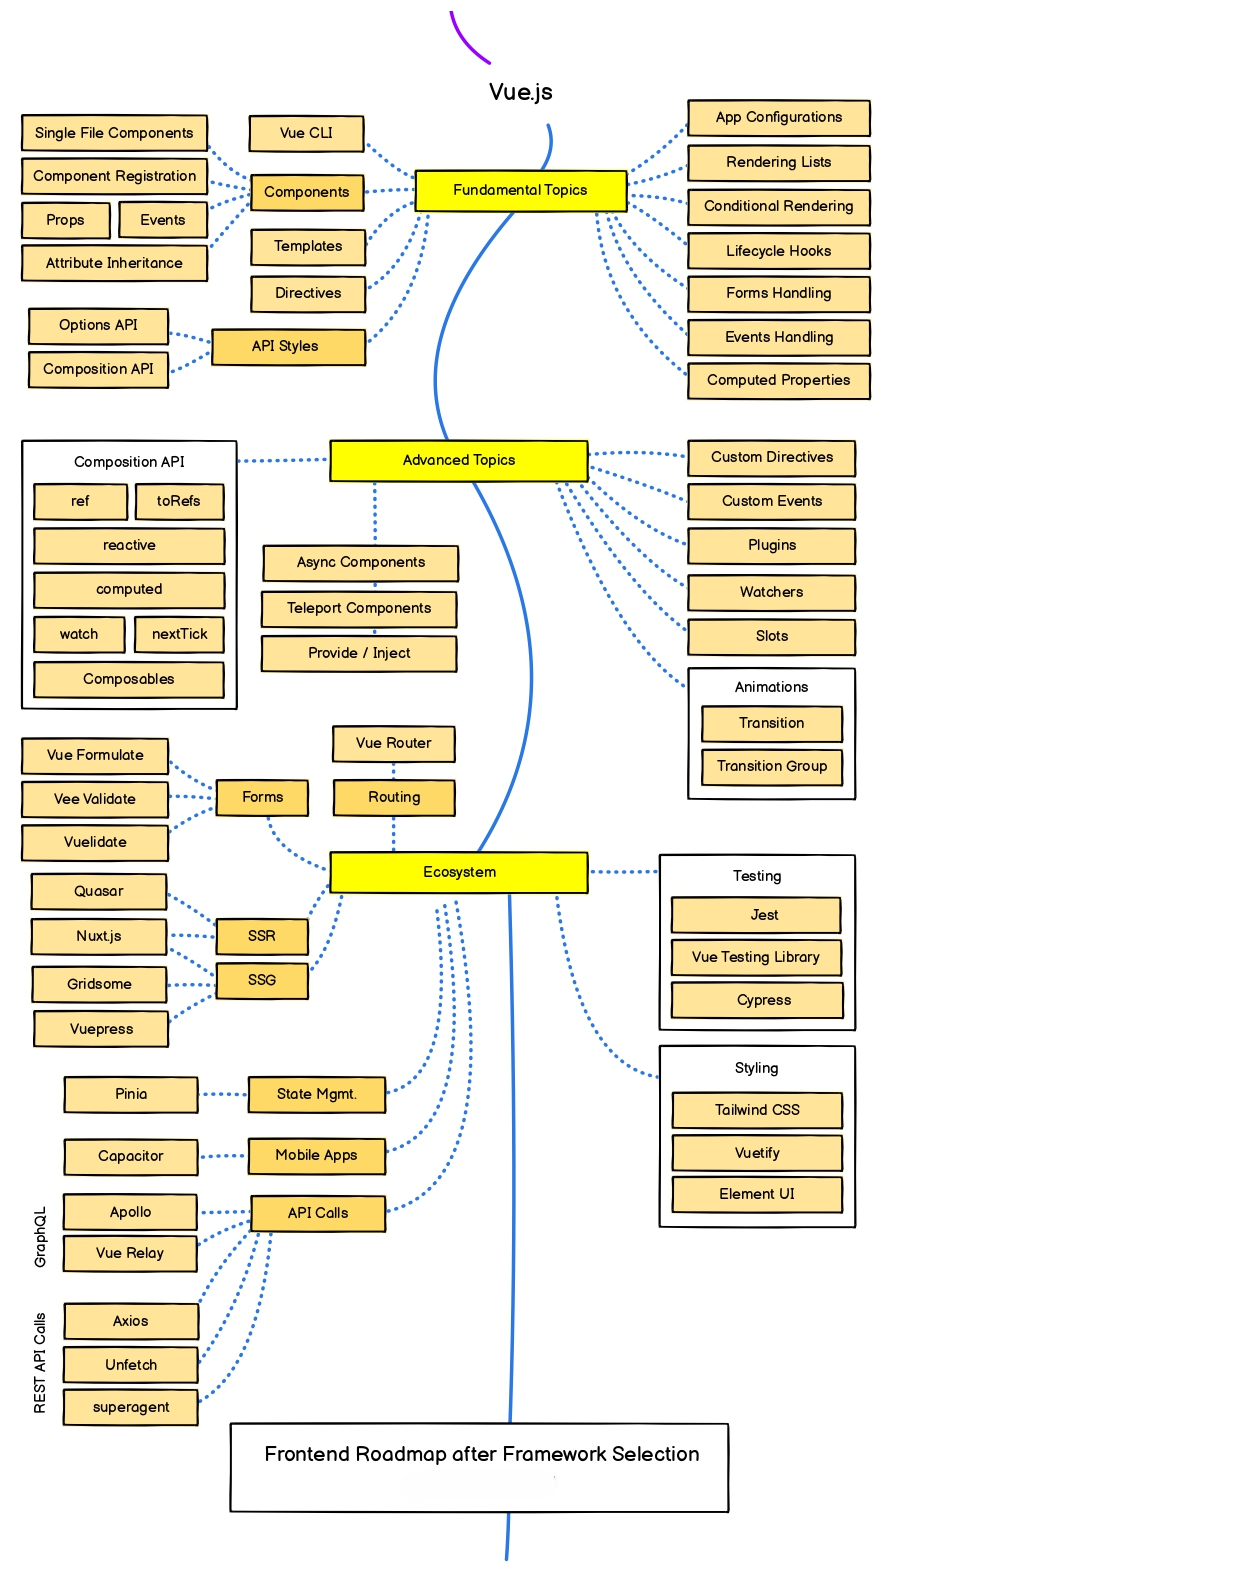 Vue.js
Single File Components
Component Registration
Props
Events
Attribute Inheritance
Vue CLI
Components
Templates
Directives
Options API
Composition API
API Styles
Fundamental Topics
App Configurations
Rendering Lists
Conditional Rendering
Lifecycle Hooks
Forms Handling
Events Handling
Computed Properties
Composition API
ref
toRefs
reactive
computed
watch
nextTick
Composables
Advanced Topics
Async Components
Teleport Components
Provide / Inject
Custom Directives
Custom Events
Plugins
Watchers
Slots
Animations
Transition
Transition Group
Vue Formulate
Vee Validate
Vuelidate
Forms
Vue Router
Routing
Ecosystem
Quasar
Nuxt.js
Gridsome
Vuepress
SSR
SSG
Testing
Jest
Vue Testing Library
Cypress
Styling
Tailwind CSS
Vuetify
Element UI
Pinia
State Mgmt.
Capacitor
Mobile Apps
GraphQL
Apollo
Vue Relay
API Calls
REST API Calls
Axios
Unfetch
superagent
Frontend Roadmap after Framework Selection